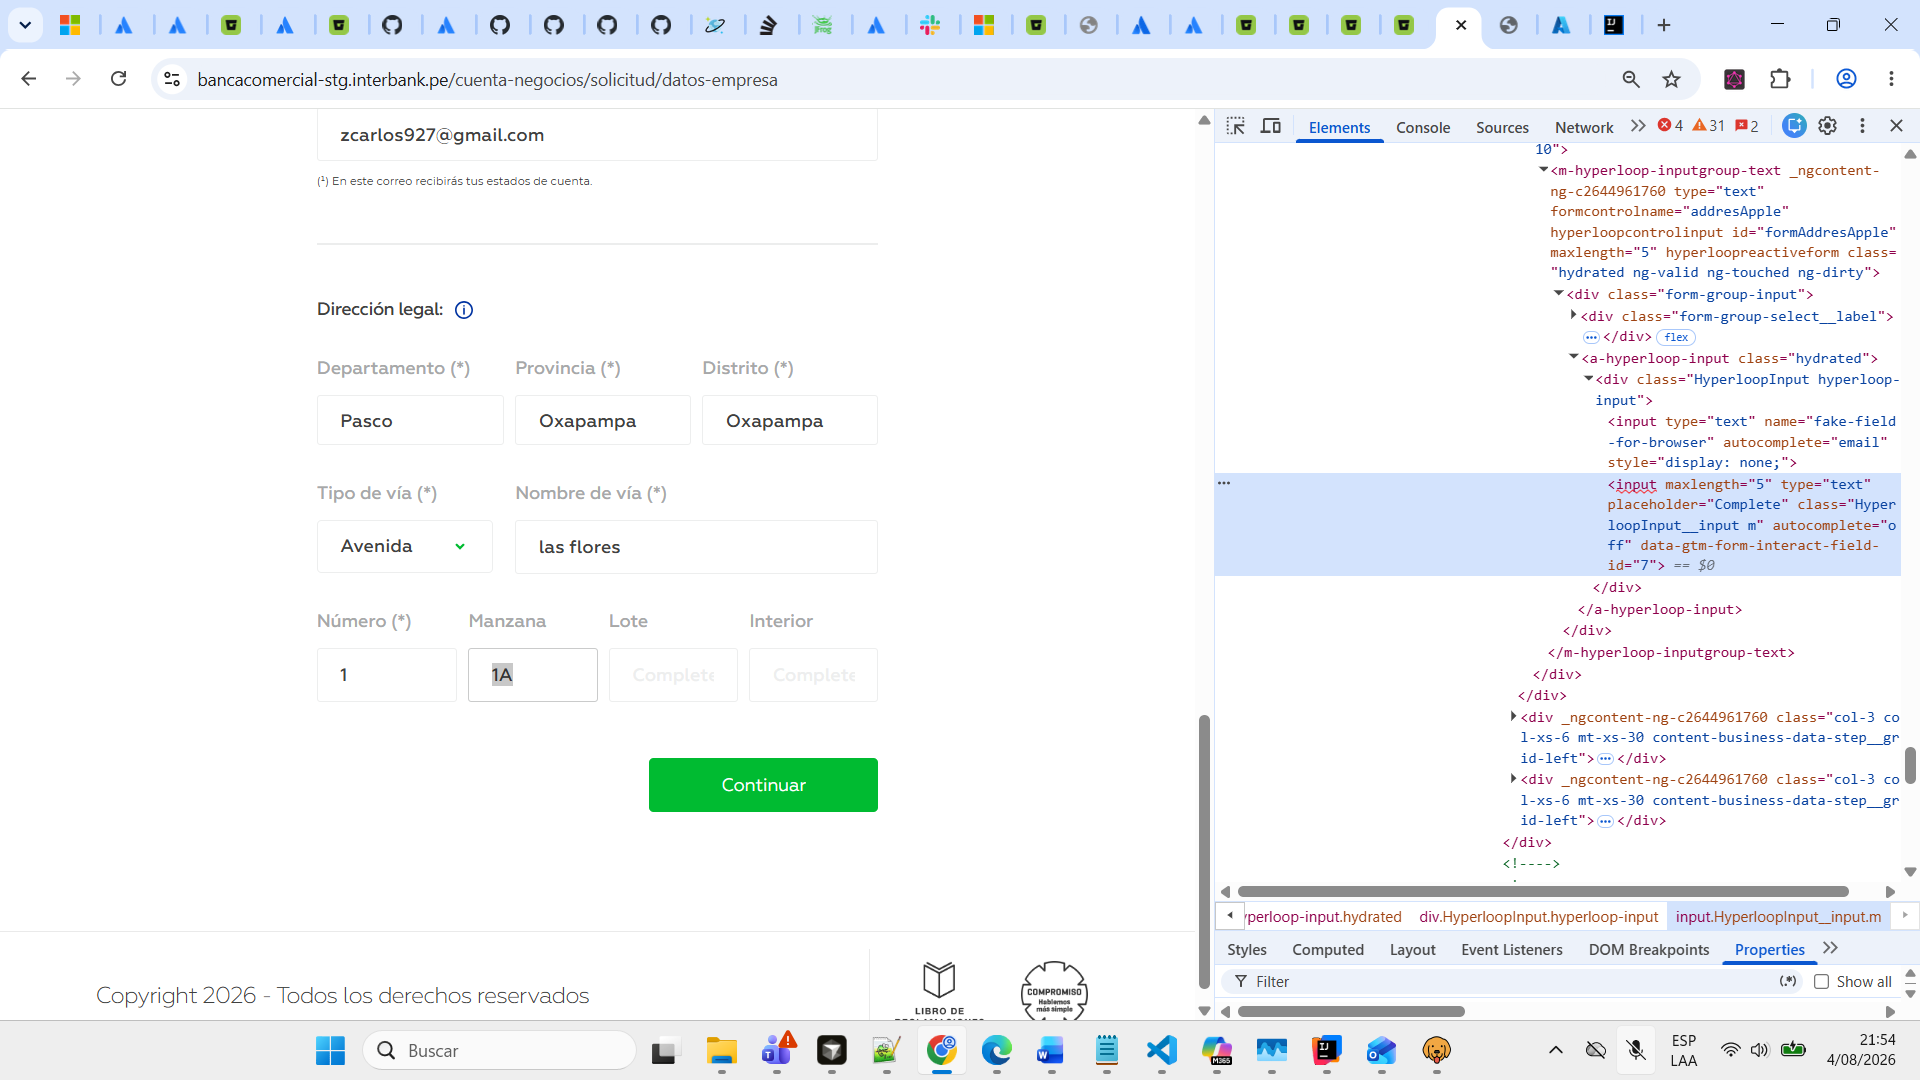 bancacomercial-stg.interbank.pe/cuenta-negocios/solicitud/datos-empresa
zcarlos927@gmail.com
(¹) En este correo recibirás tus estados de cuenta.
Dirección legal:
Departamento (*) Provincia (*) Distrito (*)
Pasco Oxapampa Oxapampa
Tipo de vía (*) Nombre de vía (*)
Avenida las flores
Número (*) Manzana Lote Interior
1 1A Complete Complete
Continuar
Copyright 2026 - Todos los derechos reservados
LIBRO DE
COMPROMISO
Hablemos
más simple
Elements Console Sources Network 4 31 2
10">
<m-hyperloop-inputgroup-text _ngcontent-
ng-c2644961760 type="text"
formcontrolname="addresApple"
hyperloopcontrolinput id="formAddresApple"
maxlength="5" hyperloopreactiveform class=
"hydrated ng-valid ng-touched ng-dirty">
<div class="form-group-input">
<div class="form-group-select__label">
</div> flex
<a-hyperloop-input class="hydrated">
<div class="HyperloopInput hyperloop-
input">
<input type="text" name="fake-field
-for-browser" autocomplete="email"
style="display: none;">
<input maxlength="5" type="text"
placeholder="Complete" class="Hyper
loopInput__input m" autocomplete="o
ff" data-gtm-form-interact-field-
id="7"> == $0
</div>
</a-hyperloop-input>
</div>
</m-hyperloop-inputgroup-text>
</div>
</div>
<div _ngcontent-ng-c2644961760 class="col-3 co
l-xs-6 mt-xs-30 content-business-data-step__gr
id-left"> </div>
<div _ngcontent-ng-c2644961760 class="col-3 co
l-xs-6 mt-xs-30 content-business-data-step__gr
id-left"> </div>
</div>
<!---->
yperloop-input.hydrated div.HyperloopInput.hyperloop-input input.HyperloopInput__input.m
Styles Computed Layout Event Listeners DOM Breakpoints Properties
Filter (.*) Show all
Buscar
M365
ESP
LAA
21:54
4/08/2026